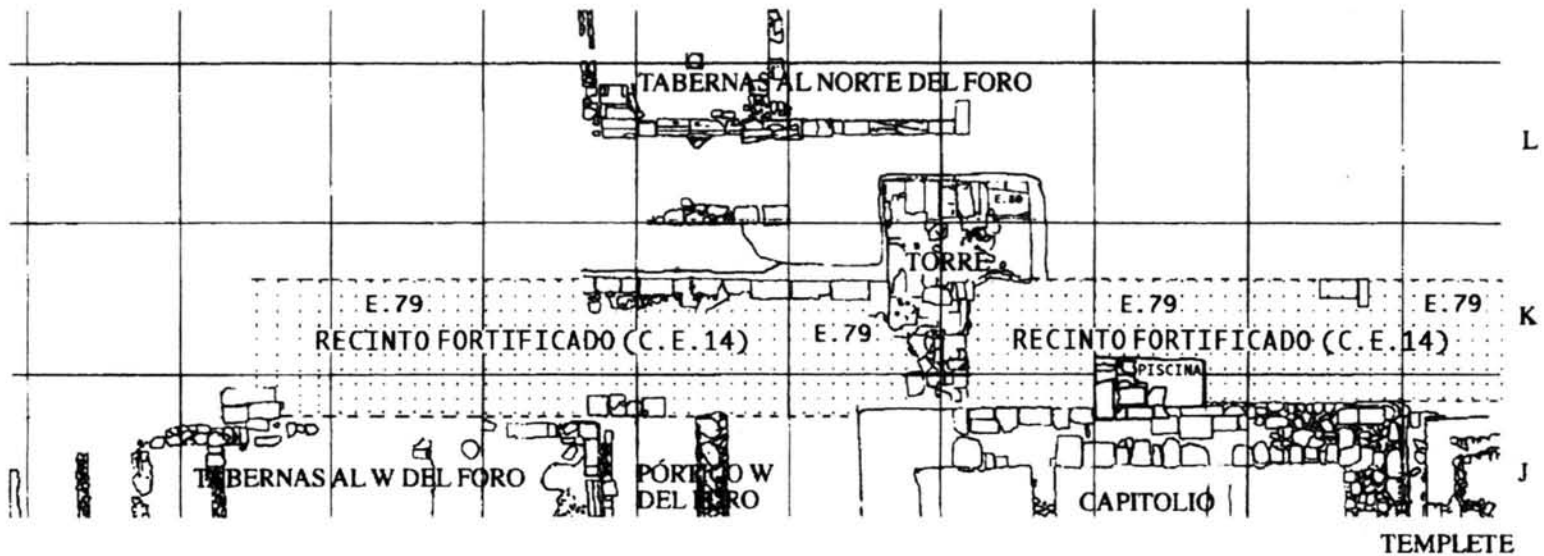 TABERNAS AL NORTE DEL FORO
L
E.80
TORRE
E.79
E.79
E.79
K
RECINTO FORTIFICADO (C.E.14)
E.79
RECINTO FORTIFICADO (C.E.14)
PISCINA
TABERNAS AL W DEL FORO
PÓRTICO W
DEL FORO
CAPITOLIO
J
TEMPLETE